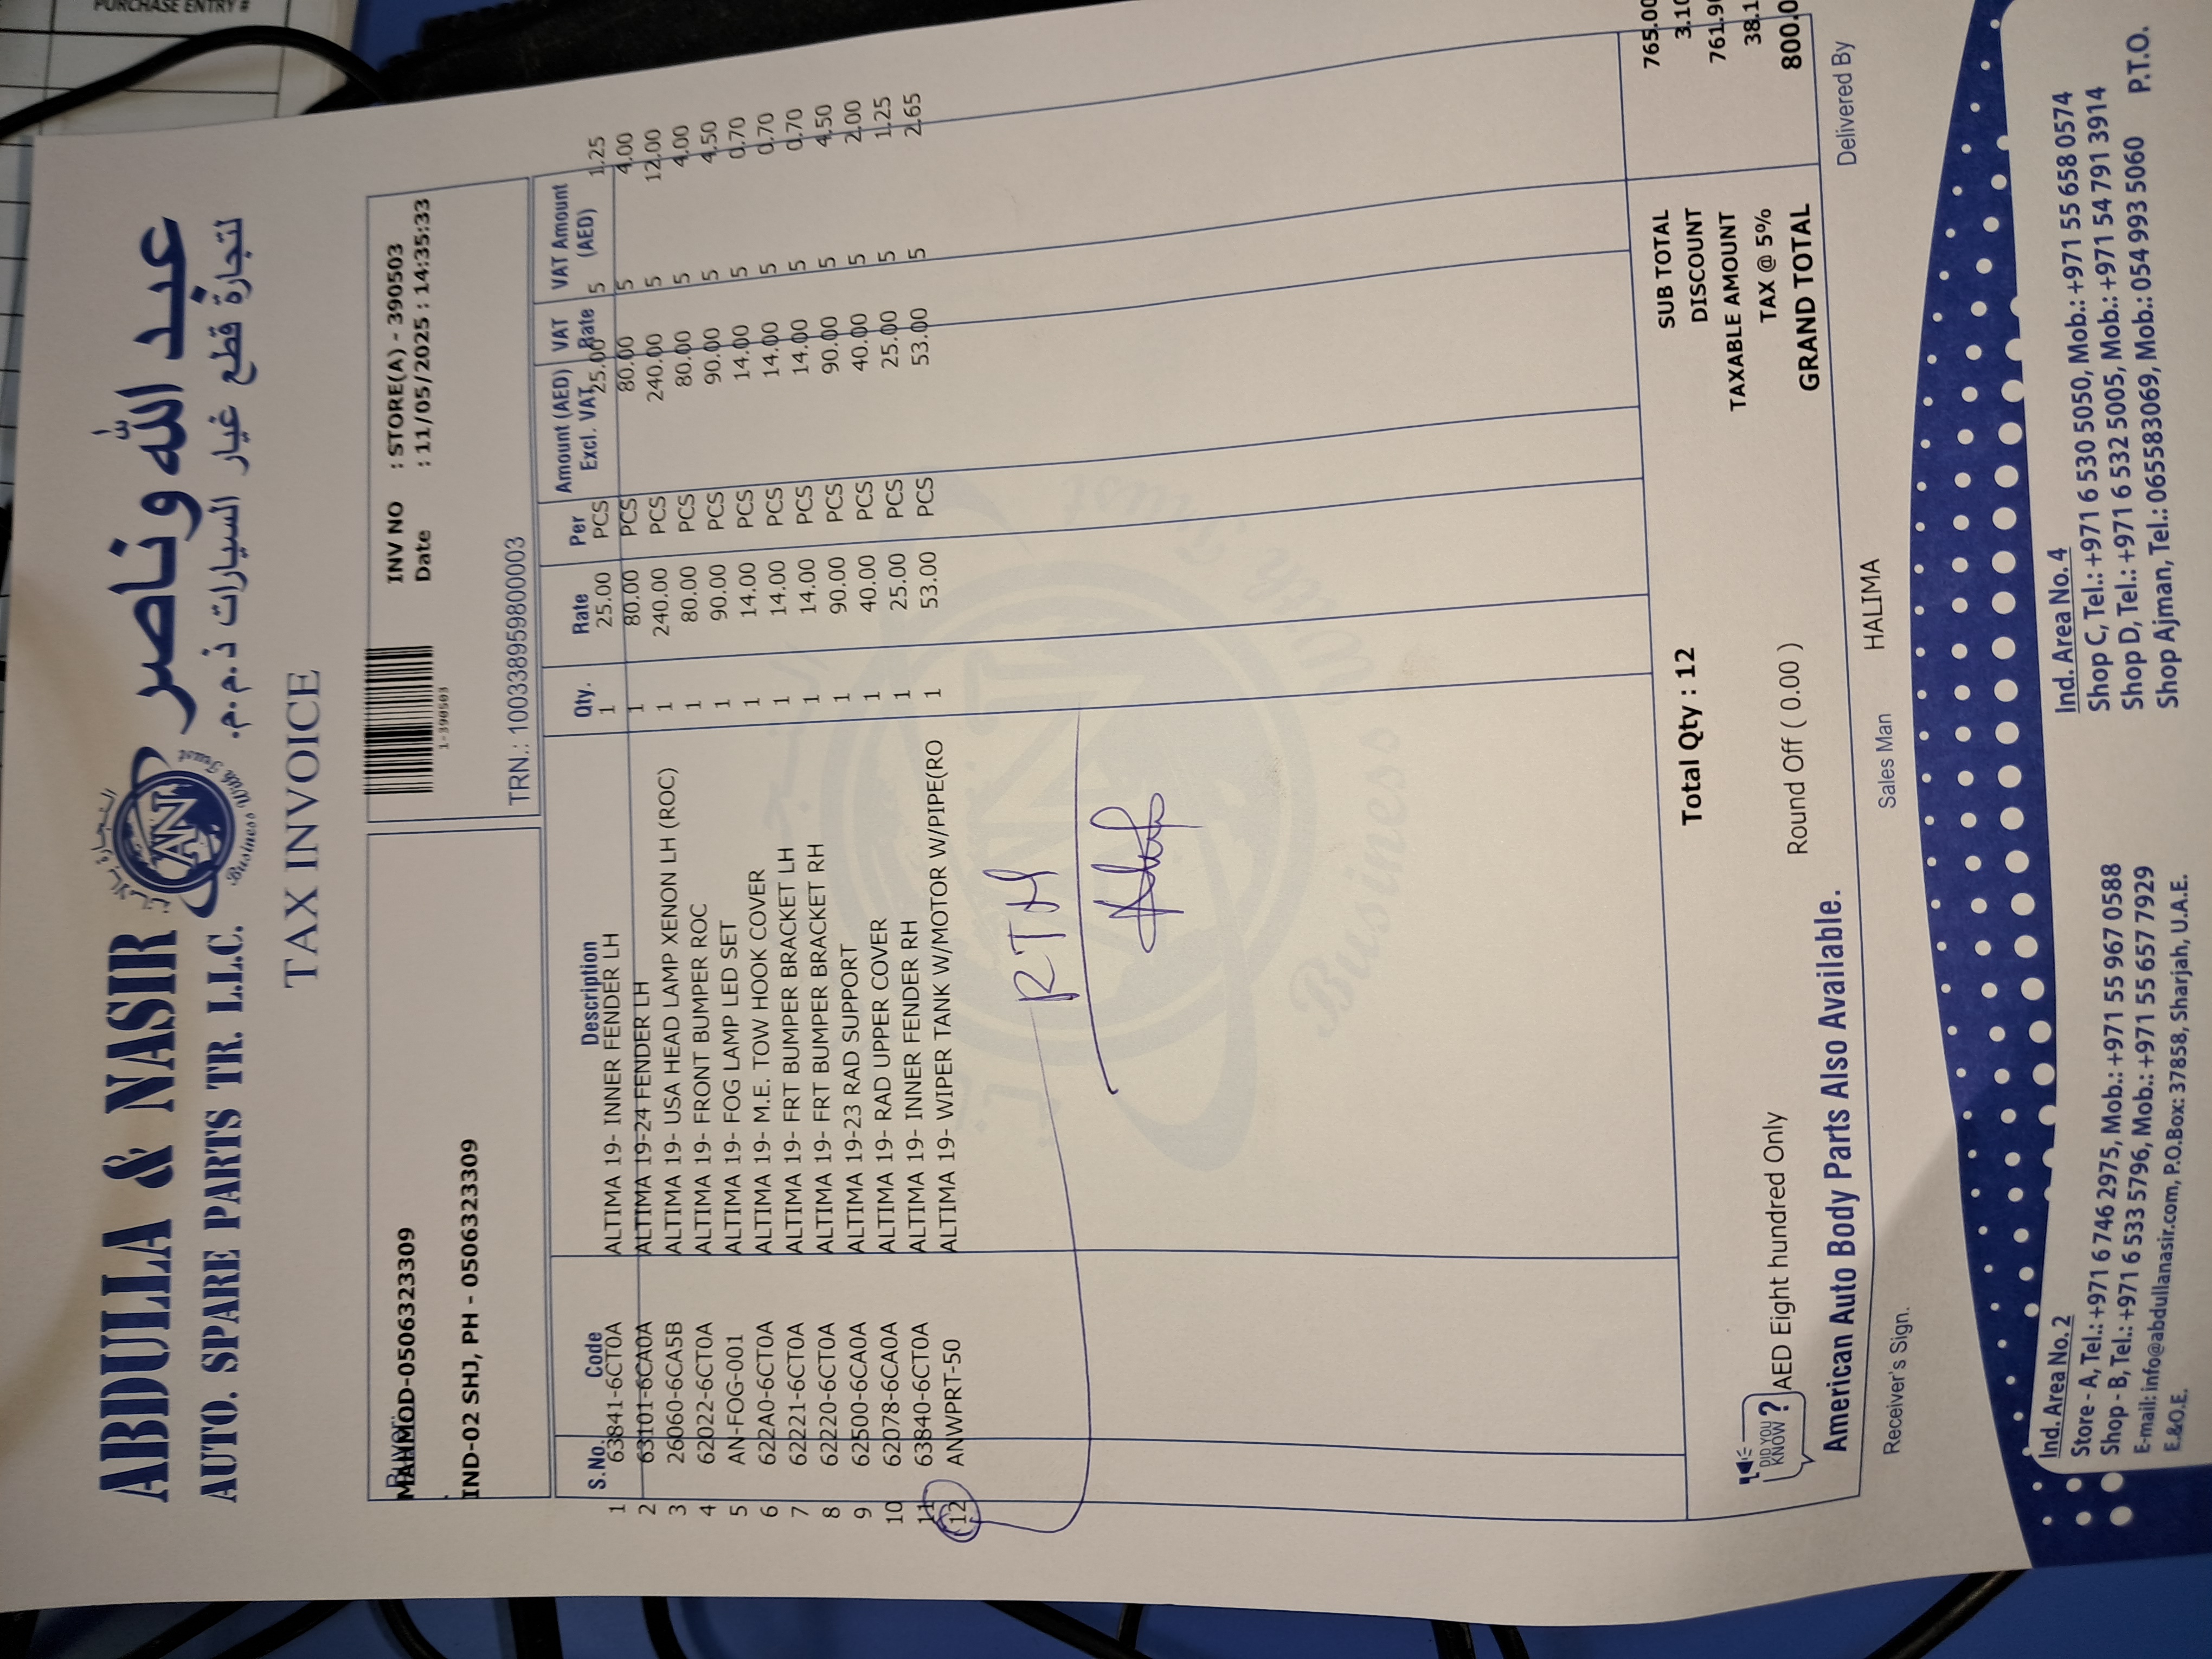 PURCHASE ENTRY #
ABDULLA & NASIR
AUTO. SPARE PARTS TR. L.L.C.
AN
Business With Trust
عبد الله وناصر
لتجارة قطع غيار السيارات ذ.م.م.
TAX INVOICE
MAHMOD-0506323309
IND-02 SHJ, PH - 0506323309
1-390503
INV NO : STORE(A) - 390503
Date : 11/05/2025 : 14:35:33
TRN.: 100338959800003
S.No. Code Description Qty. Rate Per Amount (AED) Excl. VAT VAT Rate VAT Amount (AED)
1 63841-6CT0A ALTIMA 19- INNER FENDER LH 1 25.00 PCS 25.00 5 1.25
2 63101-6CA0A ALTIMA 19-24 FENDER LH 1 80.00 PCS 80.00 5 4.00
3 26060-6CA5B ALTIMA 19- USA HEAD LAMP XENON LH (ROC) 1 240.00 PCS 240.00 5 12.00
4 62022-6CT0A ALTIMA 19- FRONT BUMPER ROC 1 80.00 PCS 80.00 5 4.00
5 AN-FOG-001 ALTIMA 19- FOG LAMP LED SET 1 90.00 PCS 90.00 5 4.50
6 622A0-6CT0A ALTIMA 19- M.E. TOW HOOK COVER 1 14.00 PCS 14.00 5 0.70
7 62221-6CT0A ALTIMA 19- FRT BUMPER BRACKET LH 1 14.00 PCS 14.00 5 0.70
8 62220-6CT0A ALTIMA 19- FRT BUMPER BRACKET RH 1 14.00 PCS 14.00 5 0.70
9 62500-6CA0A ALTIMA 19-23 RAD SUPPORT 1 90.00 PCS 90.00 5 4.50
10 62078-6CA0A ALTIMA 19- RAD UPPER COVER 1 40.00 PCS 40.00 5 2.00
11 63840-6CT0A ALTIMA 19- INNER FENDER RH 1 25.00 PCS 25.00 5 1.25
12 ANWPRT-50 ALTIMA 19- WIPER TANK W/MOTOR W/PIPE(RO 1 53.00 PCS 53.00 5 2.65
RTH
Business With Trust
Total Qty : 12
SUB TOTAL 765.00
DISCOUNT 3.10
TAXABLE AMOUNT 761.9
TAX @ 5% 38.1
GRAND TOTAL 800.0
DID YOU KNOW ?
AED Eight hundred Only
Round Off ( 0.00 )
American Auto Body Parts Also Available.
Receiver's Sign.
Sales Man HALIMA
Delivered By
Ind. Area No. 2
Store - A, Tel.: +971 6 746 2975, Mob.: +971 55 967 0588
Shop - B, Tel.: +971 6 533 5796, Mob.: +971 55 657 7929
E-mail: info@abdullanasir.com, P.O.Box: 37858, Sharjah, U.A.E.
E.&O.E.
Ind. Area No. 4
Shop C, Tel.: +971 6 530 5050, Mob.: +971 55 658 0574
Shop D, Tel.: +971 6 532 5005, Mob.: +971 54 791 3914
Shop Ajman, Tel.: 065583069, Mob.: 054 993 5060
P.T.O.